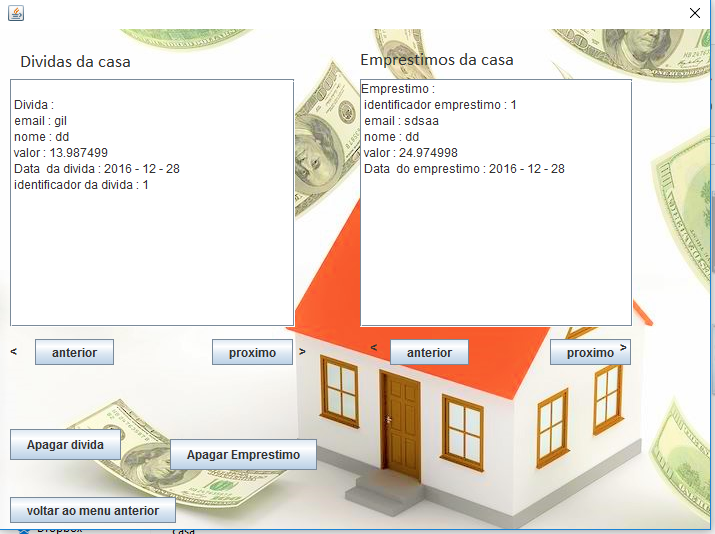 Dividas da casa
Divida :
email : gil
nome : dd
valor : 13.987499
Data  da divida : 2016 - 12 - 28
identificador da divida : 1
< anterior
proximo >
Emprestimos da casa
Emprestimo :
identificador emprestimo : 1
email : sdsaa
nome : dd
valor : 24.974998
Data  do emprestimo : 2016 - 12 - 28
< anterior
proximo >
Apagar divida
Apagar Emprestimo
voltar ao menu anterior